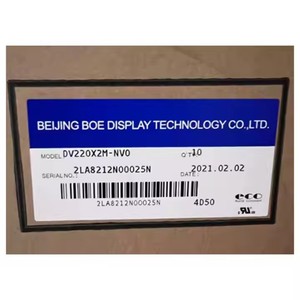 BEIJING BOE DISPLAY TECHNOLOGY CO.,LTD.
MODEL DV220X2M-NV0 Q'TY 10
SERIAL NO. 2LA8212N00025N DATE: 2021.02.02
2LA8212N00025N 4D50
eco